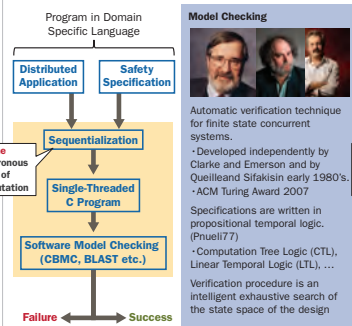 Program in Domain
Specific Language
Distributed
Application
Safety
Specification
Sequentialization
Single-Threaded
C Program
Software Model Checking
(CBMC, BLAST etc.)
Failure
Success
of
Model Checking
Automatic verification technique
for finite state concurrent
systems.
•Developed independently by
Clarke and Emerson and by
Queilleand Sifakisin early 1980's.
•ACM Turing Award 2007
Specifications are written in
propositional temporal logic.
(Pnueli77)
•Computation Tree Logic (CTL),
Linear Temporal Logic (LTL), …
Verification procedure is an
intelligent exhaustive search of
the state space of the design